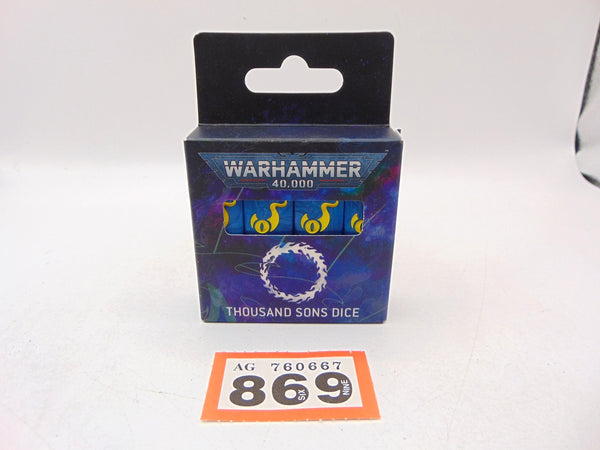 WARHAMMER
40,000
THOUSAND SONS DICE
AG 760667
869
SIX
NINE